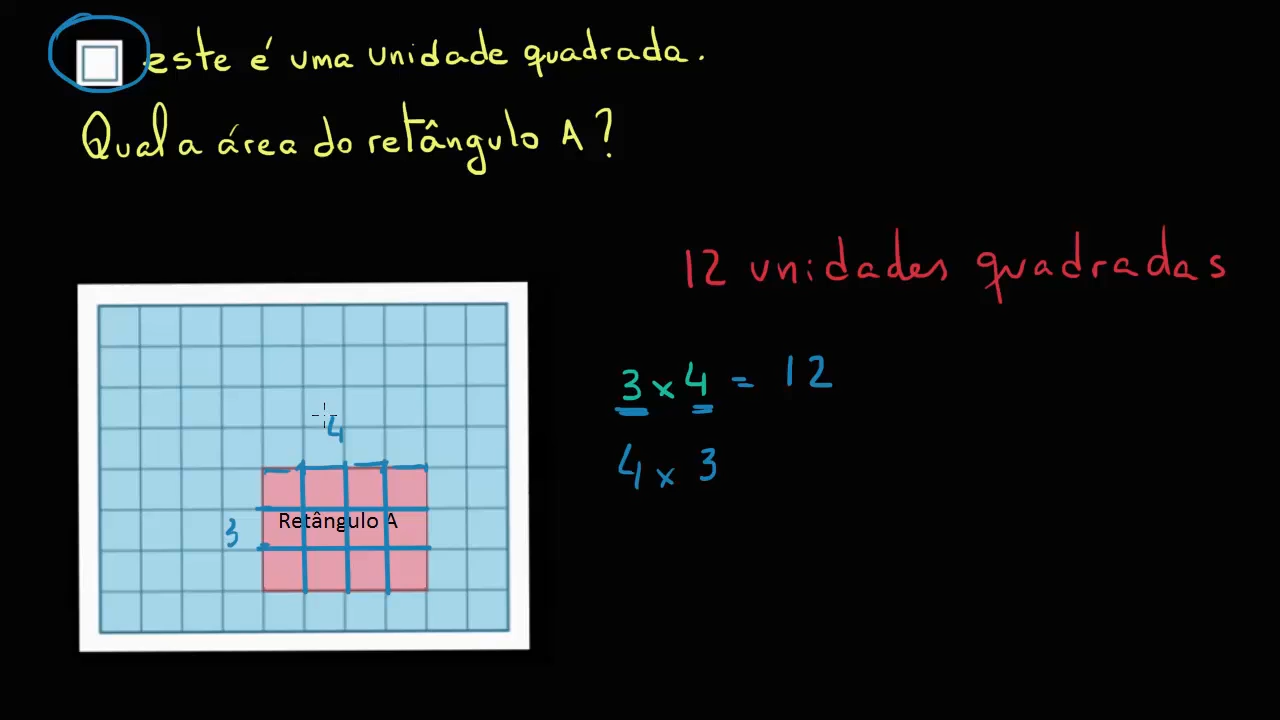 este é uma unidade quadrada.
Qual a área do retângulo A?
12 unidades quadradas
3 x 4 = 12
4 x 3
4
3
Retângulo A